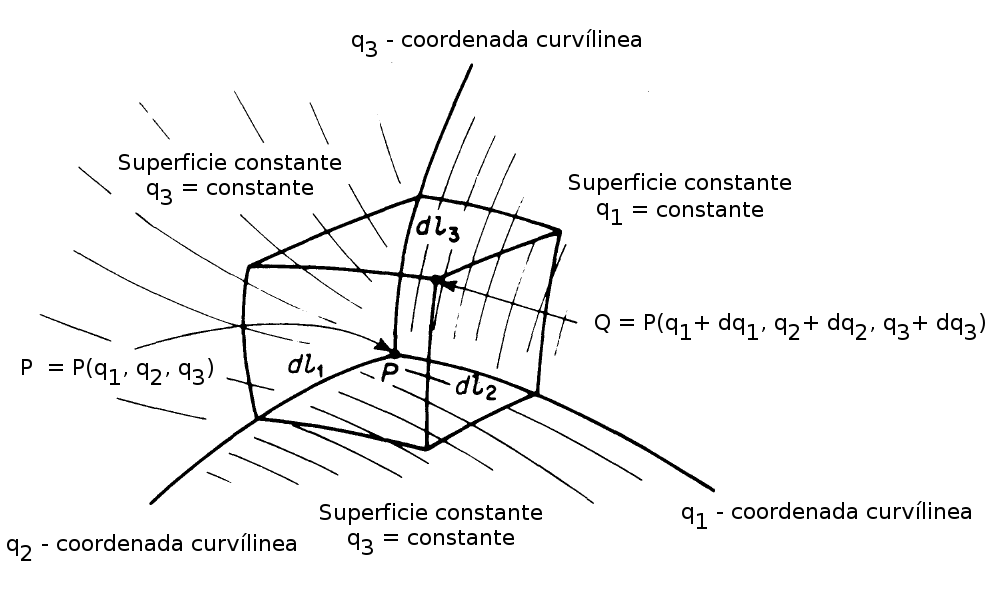 q3 - coordenada curvílinea
Superficie constante
q3 = constante
Superficie constante
q1 = constante
dl3
Q = P(q1+ dq1, q2+ dq2, q3+ dq3)
P = P(q1, q2, q3)
dl1
P
dl2
Superficie constante
q3 = constante
q1 - coordenada curvílinea
q2 - coordenada curvílinea